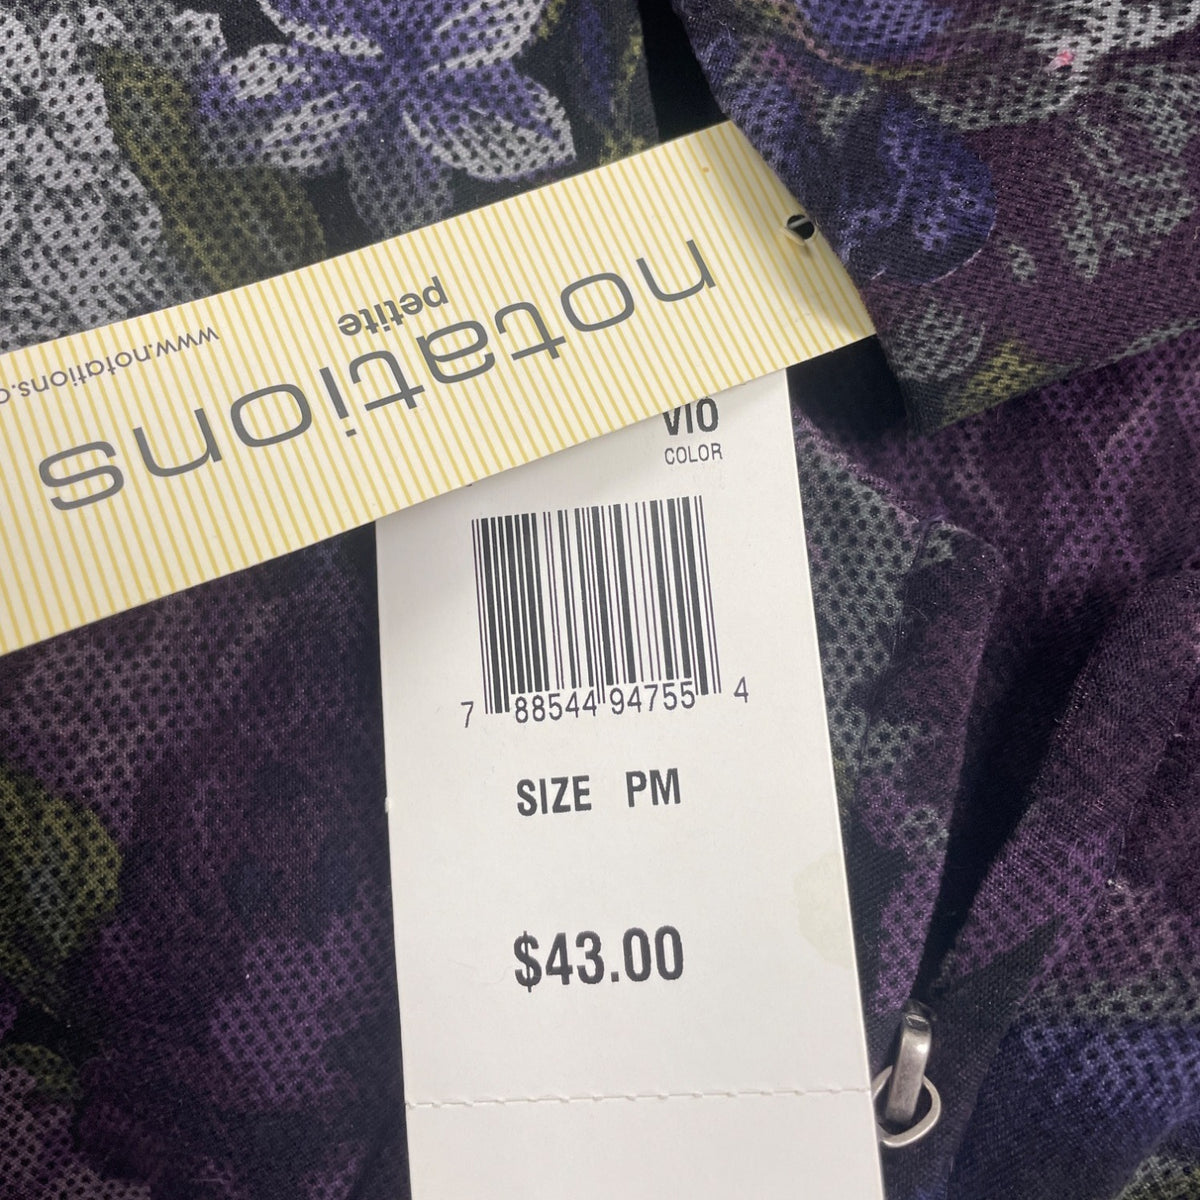 notations
petite
www.notations.c
VIO
COLOR
7 88544 94755 4
SIZE PM
$43.00